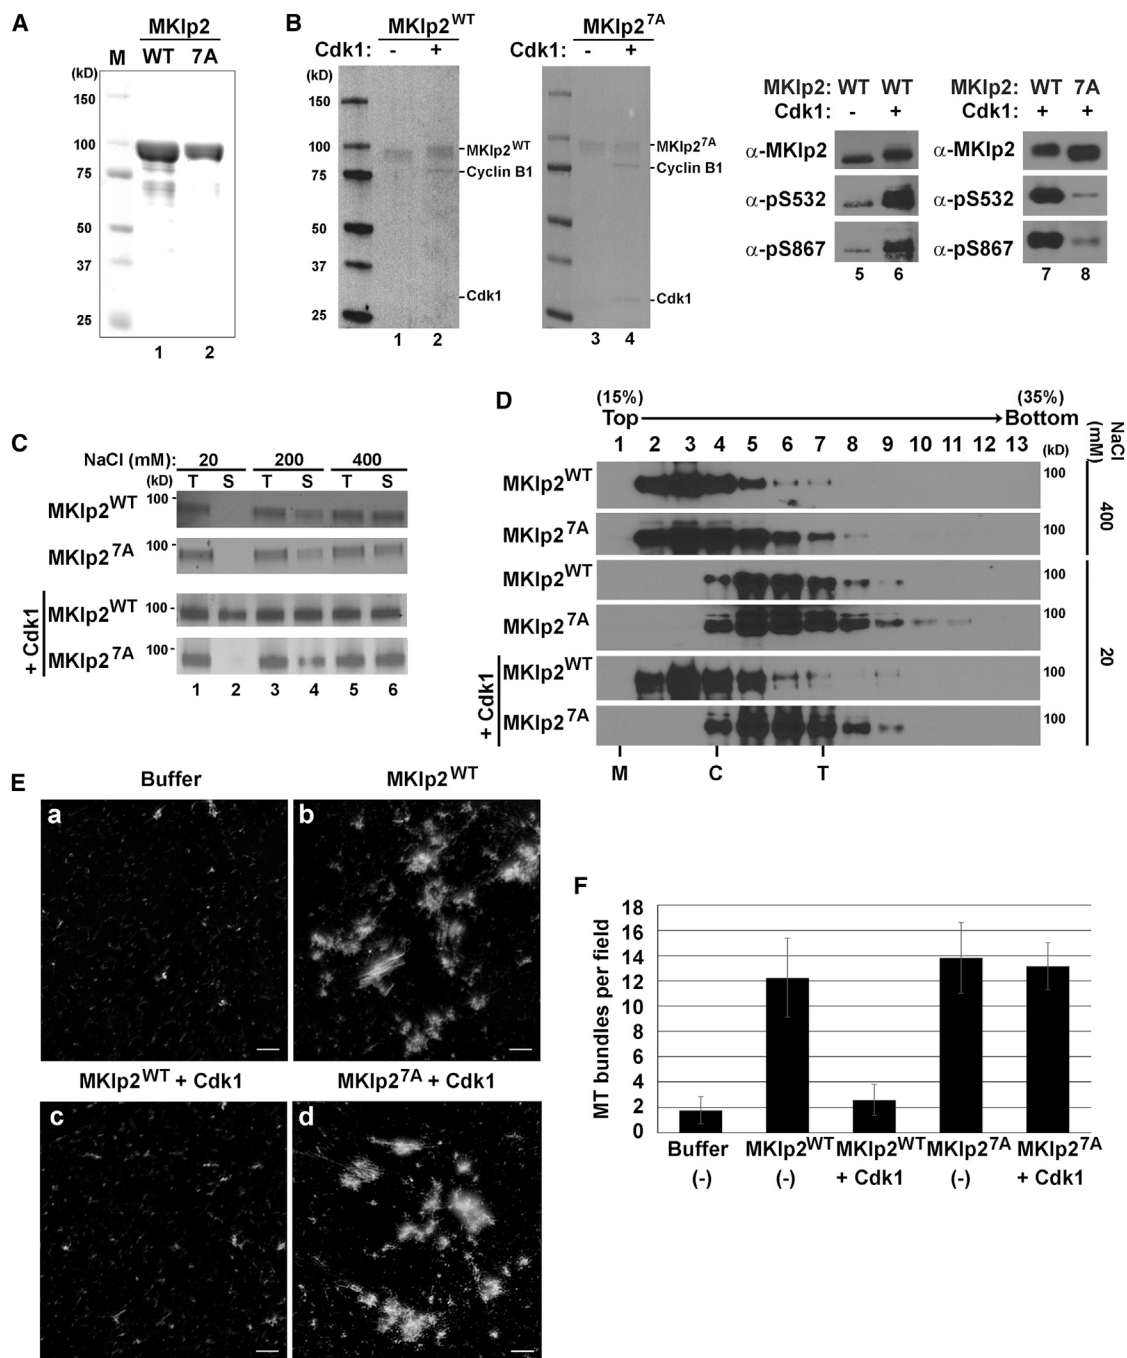 A
MKlp2
M WT 7A
(kD)
150
100
75
50
37
25
1 2
B
MKlp2WT
Cdk1: - +
(kD)
150
100
75
50
37
25
MKlp2WT
Cyclin B1
Cdk1
1 2
MKlp27A
Cdk1: - +
MKlp27A
Cyclin B1
Cdk1
3 4
MKlp2: WT WT
Cdk1: - +
α-MKlp2
α-pS532
α-pS867
5 6
MKlp2: WT 7A
Cdk1: + +
α-MKlp2
α-pS532
α-pS867
7 8
C
NaCl (mM): 20 200 400
(kD) T S T S T S
MKlp2WT 100
MKlp27A 100
+ Cdk1
MKlp2WT 100
MKlp27A 100
1 2 3 4 5 6
D
(15%) (35%)
Top Bottom
1 2 3 4 5 6 7 8 9 10 11 12 13 (kD)
NaCl (mM)
MKlp2WT 100
MKlp27A 100
400
MKlp2WT 100
MKlp27A 100
20
+ Cdk1
MKlp2WT 100
MKlp27A 100
M C T
E
Buffer MKlp2WT
a b
MKlp2WT + Cdk1 MKlp27A + Cdk1
c d
F
MT bundles per field
18
16
14
12
10
8
6
4
2
0
Buffer MKlp2WT MKlp2WT MKlp27A MKlp27A
(-) (-) + Cdk1 (-) + Cdk1